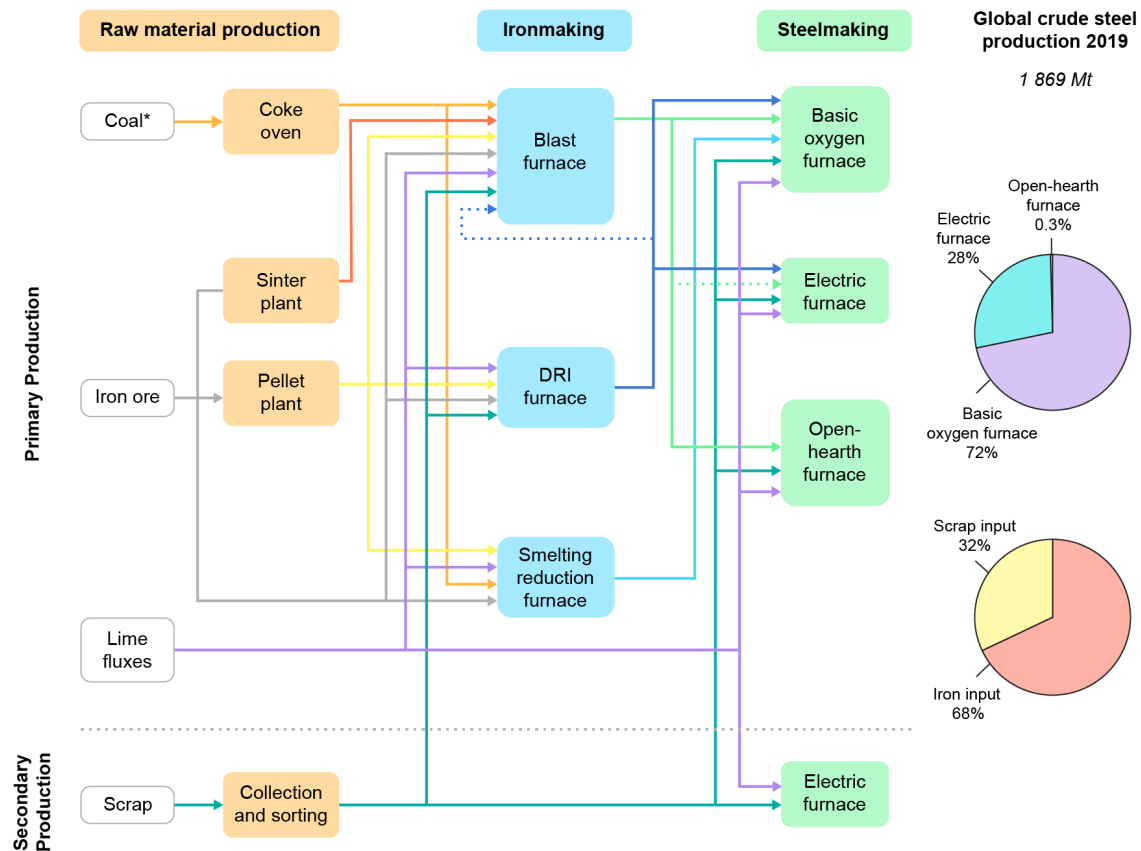 Raw material production
Ironmaking
Steelmaking
Global crude steel
production 2019
1 869 Mt
Primary Production
Coal*
Coke
oven
Blast
furnace
Basic
oxygen
furnace
Sinter
plant
Electric
furnace
Iron ore
Pellet
plant
DRI
furnace
Open-
hearth
furnace
Smelting
reduction
furnace
Lime
fluxes
Open-hearth
furnace
0.3%
Electric
furnace
28%
Basic
oxygen furnace
72%
Scrap input
32%
Iron input
68%
Secondary
Production
Scrap
Collection
and sorting
Electric
furnace